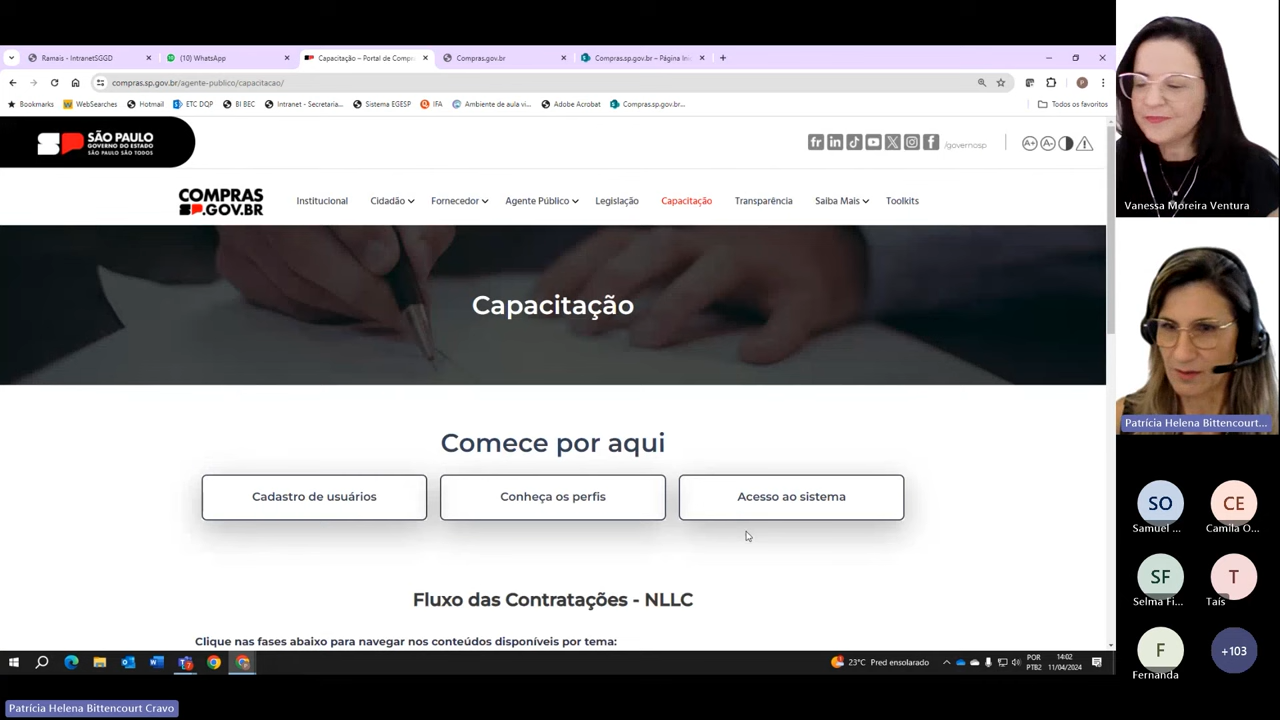 Ramais - IntranetSGGD
(10) WhatsApp
Capacitação – Portal de Compr
Compras.gov.br
Compras.sp.gov.br – Página Ini
compras.sp.gov.br/agente-publico/capacitacao/
Bookmarks
WebSearches
Hotmail
ETC DQP
BI BEC
Intranet - Secretaria...
Sistema EGESP
IFA
Ambiente de aula vi...
Adobe Acrobat
Compras.sp.gov.br...
Todos os favoritos
SÃO PAULO
GOVERNO DO ESTADO
SÃO PAULO SÃO TODOS
/governosp
A+
A-
COMPRAS
SP.GOV.BR
Institucional
Cidadão
Fornecedor
Agente Público
Legislação
Capacitação
Transparência
Saiba Mais
Toolkits
Capacitação
Comece por aqui
Cadastro de usuários
Conheça os perfis
Acesso ao sistema
Fluxo das Contratações - NLLC
Clique nas fases abaixo para navegar nos conteúdos disponíveis por tema:
23°C Pred ensolarado
POR
PTB2
14:02
11/04/2024
Patrícia Helena Bittencourt Cravo
Vanessa Moreira Ventura
Patrícia Helena Bittencourt...
SO
Samuel ...
CE
Camila O...
SF
Selma Fi...
T
Taís
F
Fernanda
+103